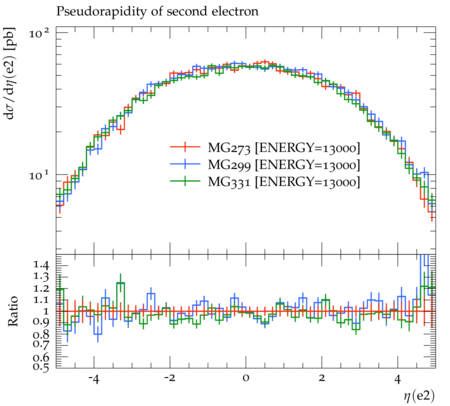 Pseudorapidity of second electron
dσ/dη(e2) [pb]
10²
10¹
MG273 [ENERGY=13000]
MG299 [ENERGY=13000]
MG331 [ENERGY=13000]
Ratio
1.4
1.3
1.2
1.1
1
0.9
0.8
0.7
0.6
0.5
-4 -2 0 2 4
η(e2)